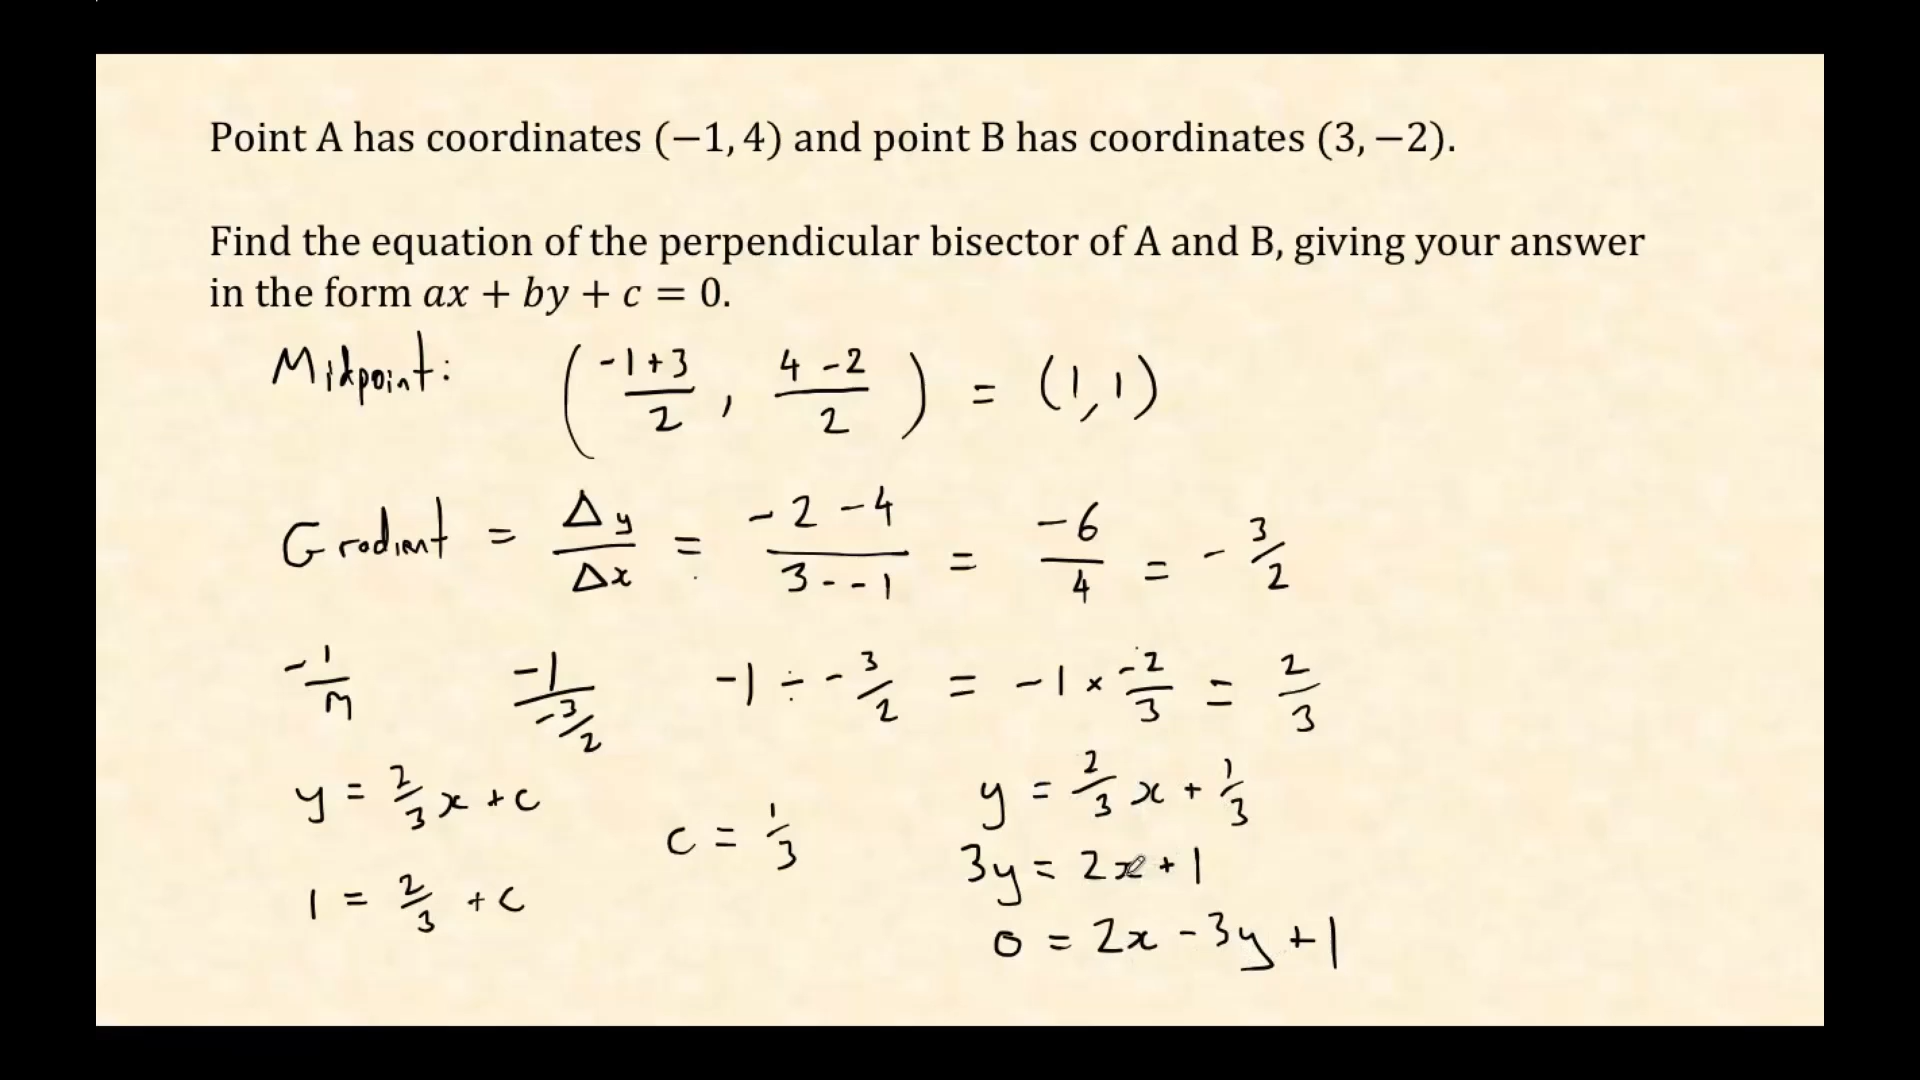 Point A has coordinates (−1, 4) and point B has coordinates (3, −2).
Find the equation of the perpendicular bisector of A and B, giving your answer
in the form ax + by + c = 0.
Midpoint: ( (-1+3)/2 , (4-2)/2 ) = (1,1)
Gradient = Δy/Δx = (-2-4)/(3--1) = -6/4 = -3/2
-1/m   -1/(-3/2)   -1 ÷ -3/2 = -1 × -2/3 = 2/3
y = 2/3 x + c
1 = 2/3 + c
c = 1/3
y = 2/3 x + 1/3
3y = 2x + 1
0 = 2x - 3y + 1